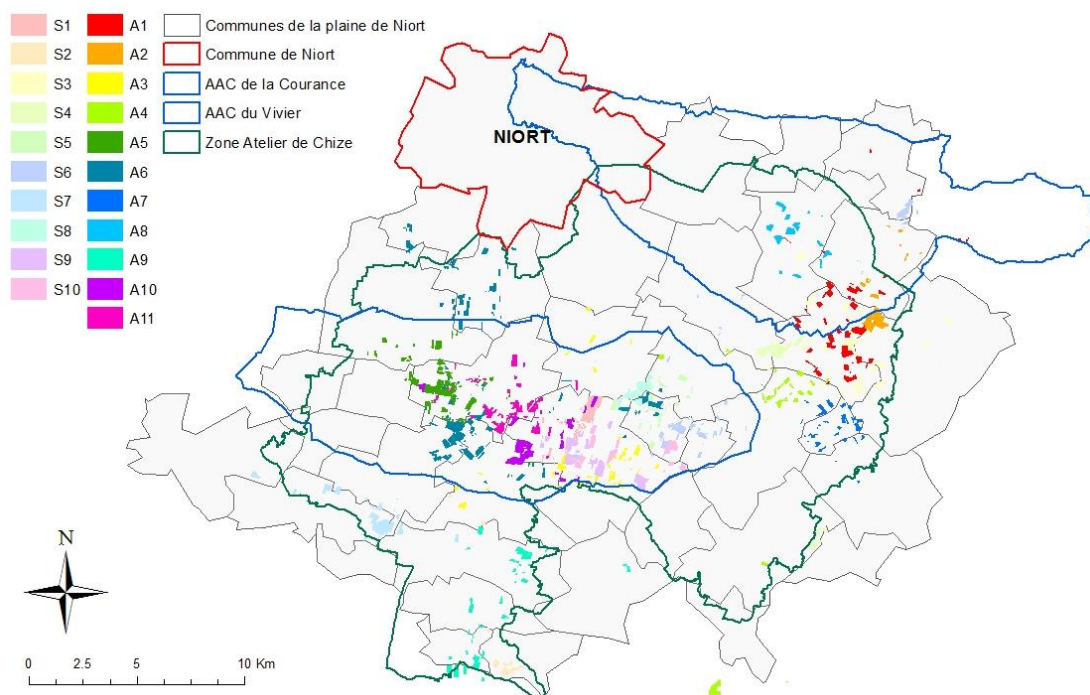 S1 A1 Communes de la plaine de Niort
S2 A2 Commune de Niort
S3 A3 AAC de la Courance
S4 A4 AAC du Vivier
S5 A5 Zone Atelier de Chize
S6 A6
S7 A7
S8 A8
S9 A9
S10 A10
A11
NIORT
N
0 2.5 5 10 Km